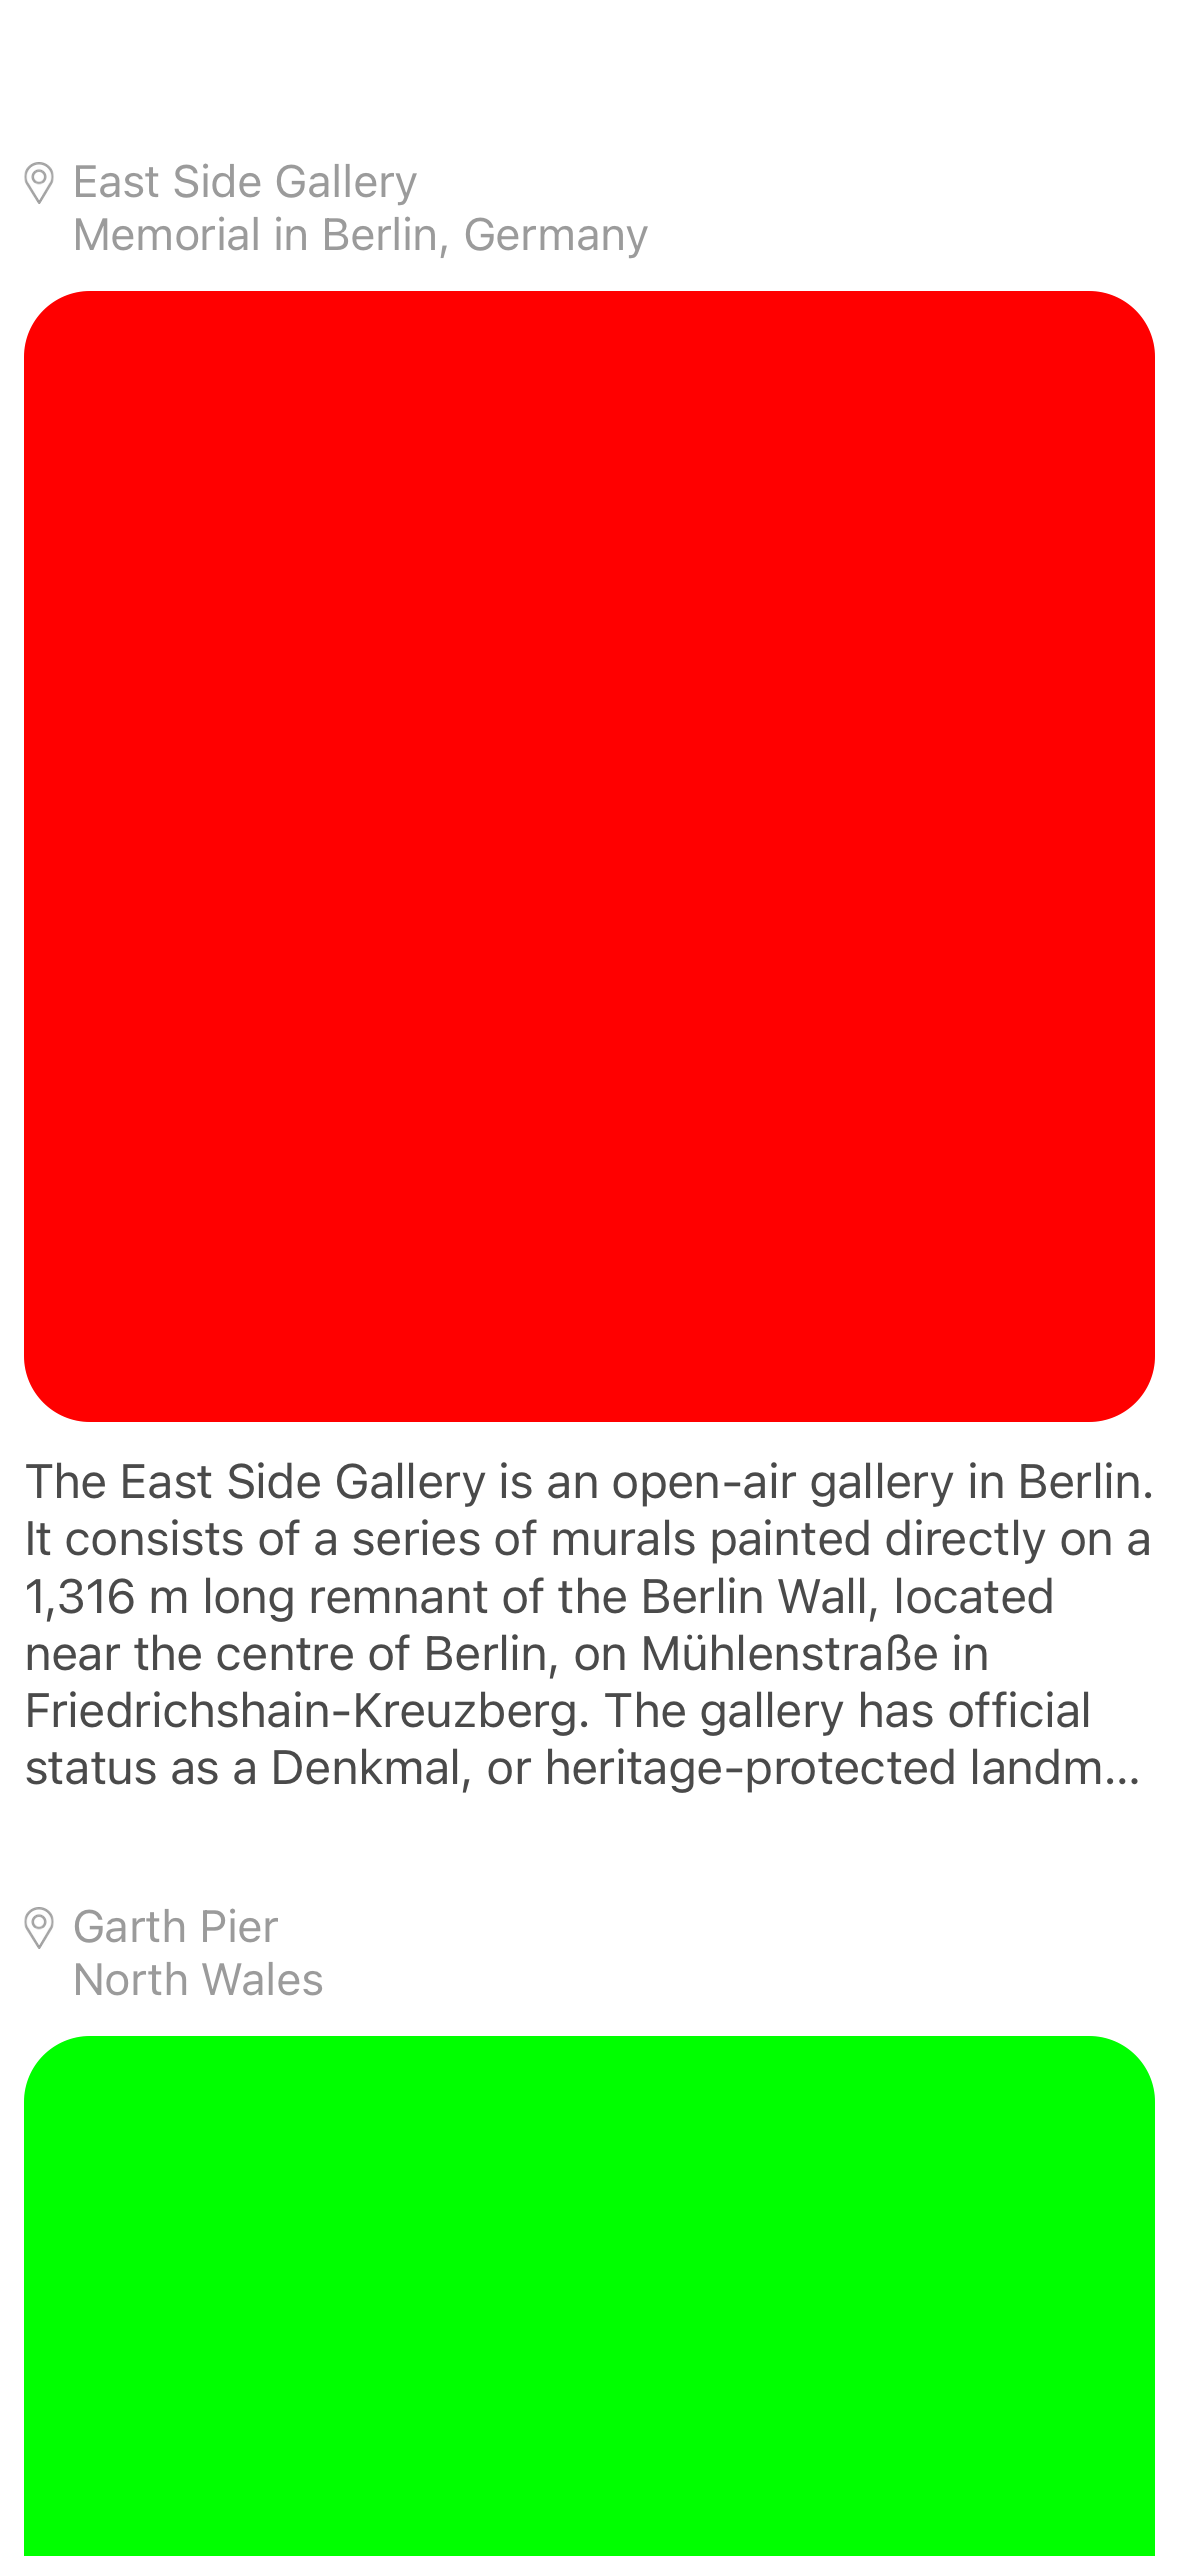 East Side Gallery
Memorial in Berlin, Germany
The East Side Gallery is an open-air gallery in Berlin.
It consists of a series of murals painted directly on a
1,316 m long remnant of the Berlin Wall, located
near the centre of Berlin, on Mühlenstraße in
Friedrichshain-Kreuzberg. The gallery has official
status as a Denkmal, or heritage-protected landm...
Garth Pier
North Wales